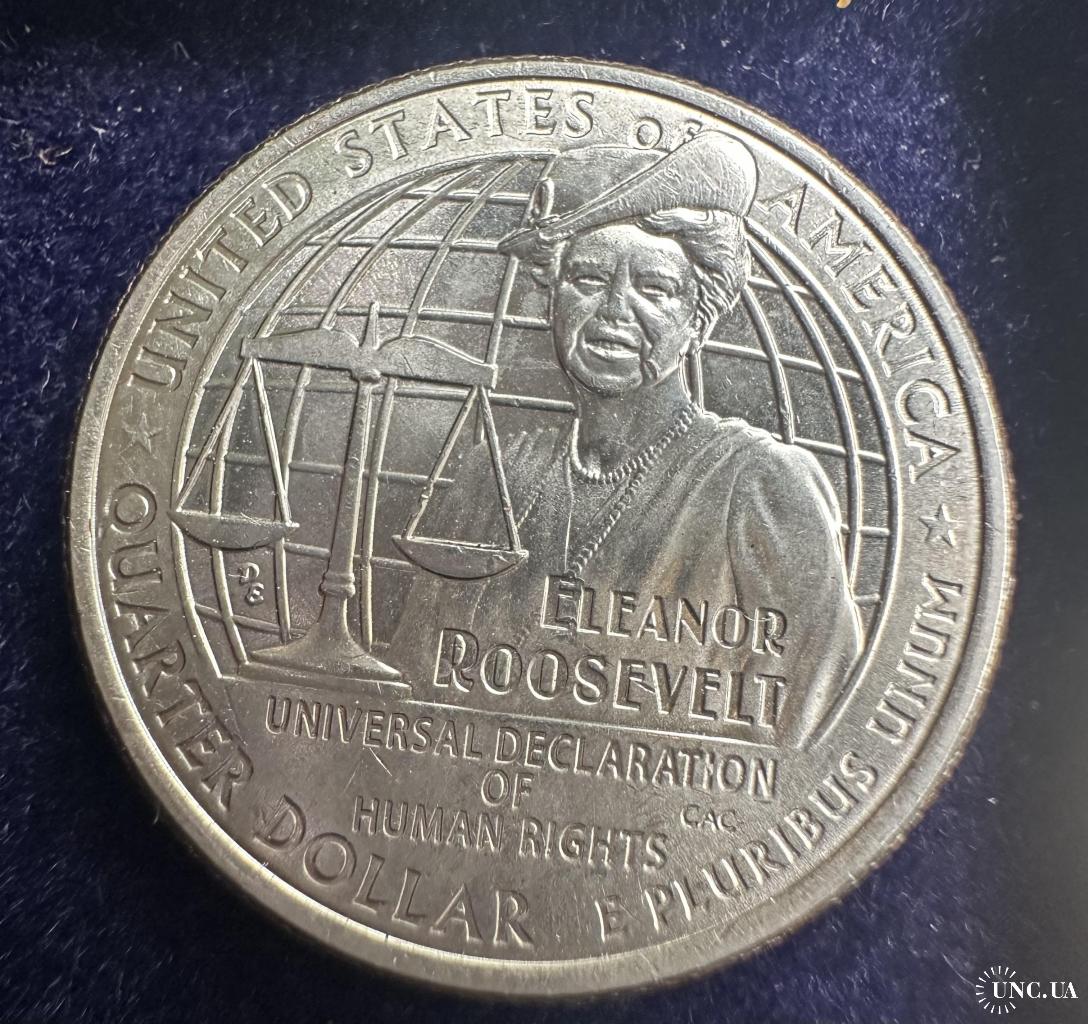 UNITED STATES OF AMERICA
ELEANOR
ROOSEVELT
UNIVERSAL DECLARATION
OF
HUMAN RIGHTS
CAC
QUARTER DOLLAR
E PLURIBUS UNUM
UNC.UA